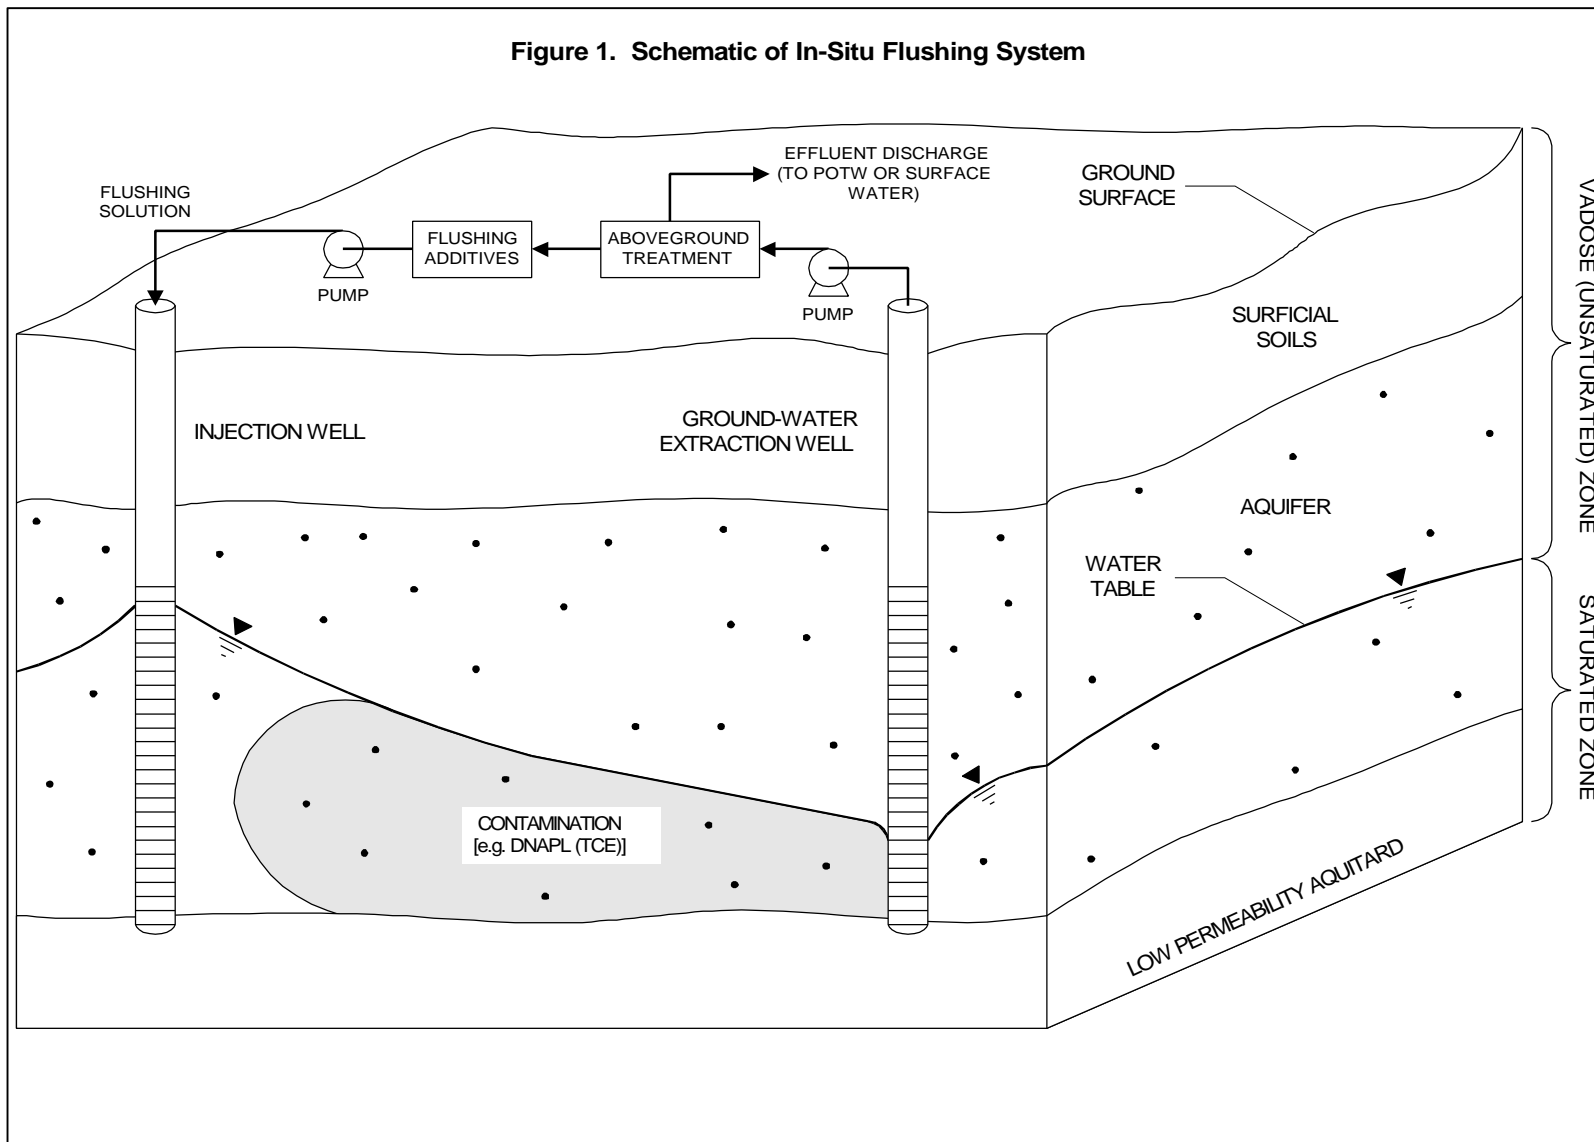 Figure 1. Schematic of In-Situ Flushing System
EFFLUENT DISCHARGE
(TO POTW OR SURFACE
WATER)
GROUND
SURFACE
FLUSHING
SOLUTION
FLUSHING
ADDITIVES
ABOVEGROUND
TREATMENT
PUMP
PUMP
SURFICIAL
SOILS
VADOSE (UNSATURATED) ZONE
INJECTION WELL
GROUND-WATER
EXTRACTION WELL
AQUIFER
WATER
TABLE
SATURATED ZONE
CONTAMINATION
[e.g. DNAPL (TCE)]
LOW PERMEABILITY AQUITARD